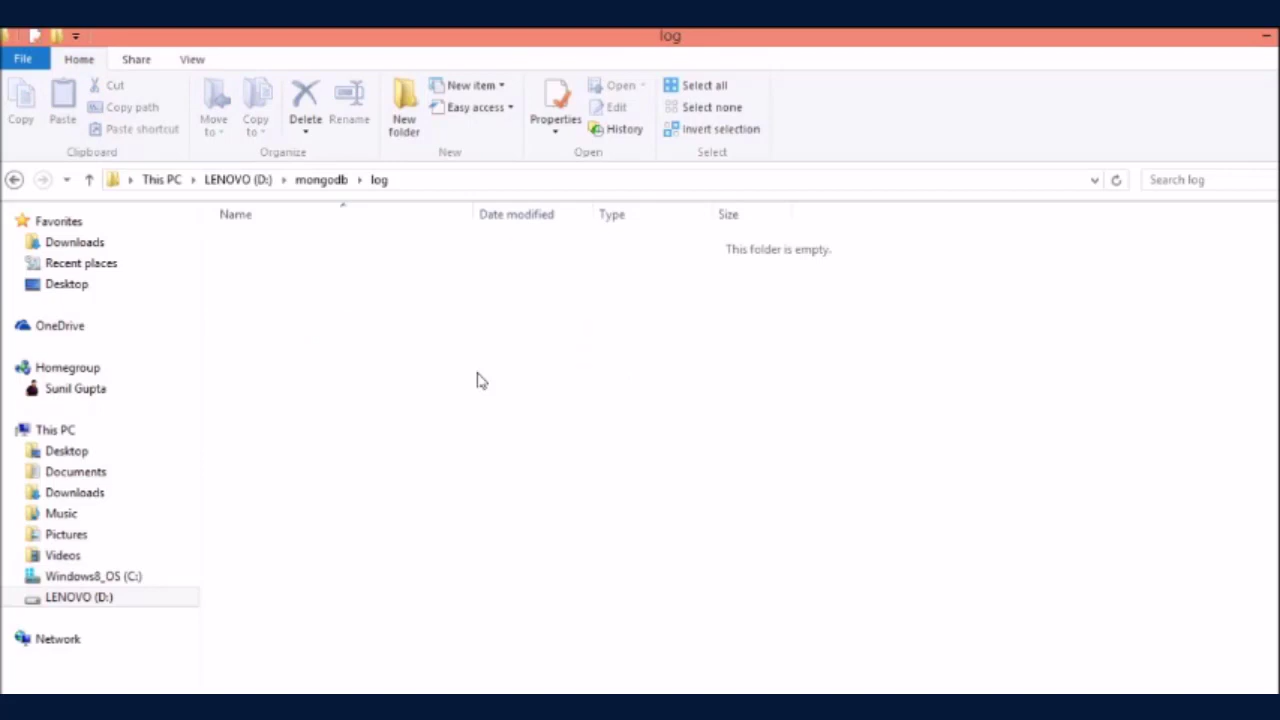 log
File Home Share View
Copy
Paste
Cut
Copy path
Paste shortcut
Clipboard
Move to
Copy to
Delete
Rename
Organize
New folder
New item
Easy access
New
Properties
Open
Edit
History
Open
Select all
Select none
Invert selection
Select
This PC LENOVO (D:) mongodb log
Search log
Name Date modified Type Size
This folder is empty.
Favorites
Downloads
Recent places
Desktop
OneDrive
Homegroup
Sunil Gupta
This PC
Desktop
Documents
Downloads
Music
Pictures
Videos
Windows8_OS (C:)
LENOVO (D:)
Network